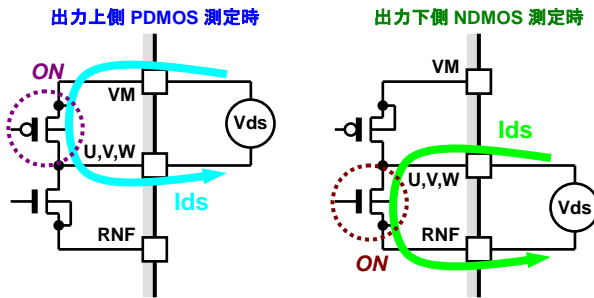 出力上側 PDMOS 測定時
ON
VM
Vds
U,V,W
Ids
RNF
出力下側 NDMOS 測定時
VM
Ids
U,V,W
Vds
RNF
ON